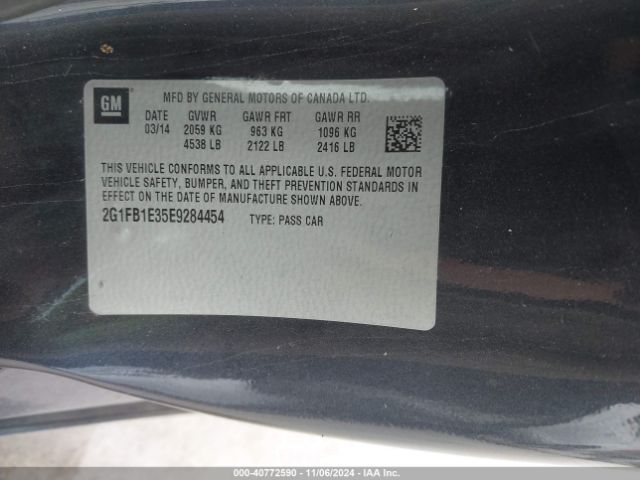 GM
MFD BY GENERAL MOTORS OF CANADA LTD.
DATE GVWR GAWR FRT GAWR RR
03/14 2059 KG 963 KG 1096 KG
4538 LB 2122 LB 2416 LB
THIS VEHICLE CONFORMS TO ALL APPLICABLE U.S. FEDERAL MOTOR
VEHICLE SAFETY, BUMPER, AND THEFT PREVENTION STANDARDS IN
EFFECT ON THE DATE OF MANUFACTURE SHOWN ABOVE.
2G1FB1E35E9284454 TYPE: PASS CAR
000-40772590 - 11/06/2024 - IAA Inc.